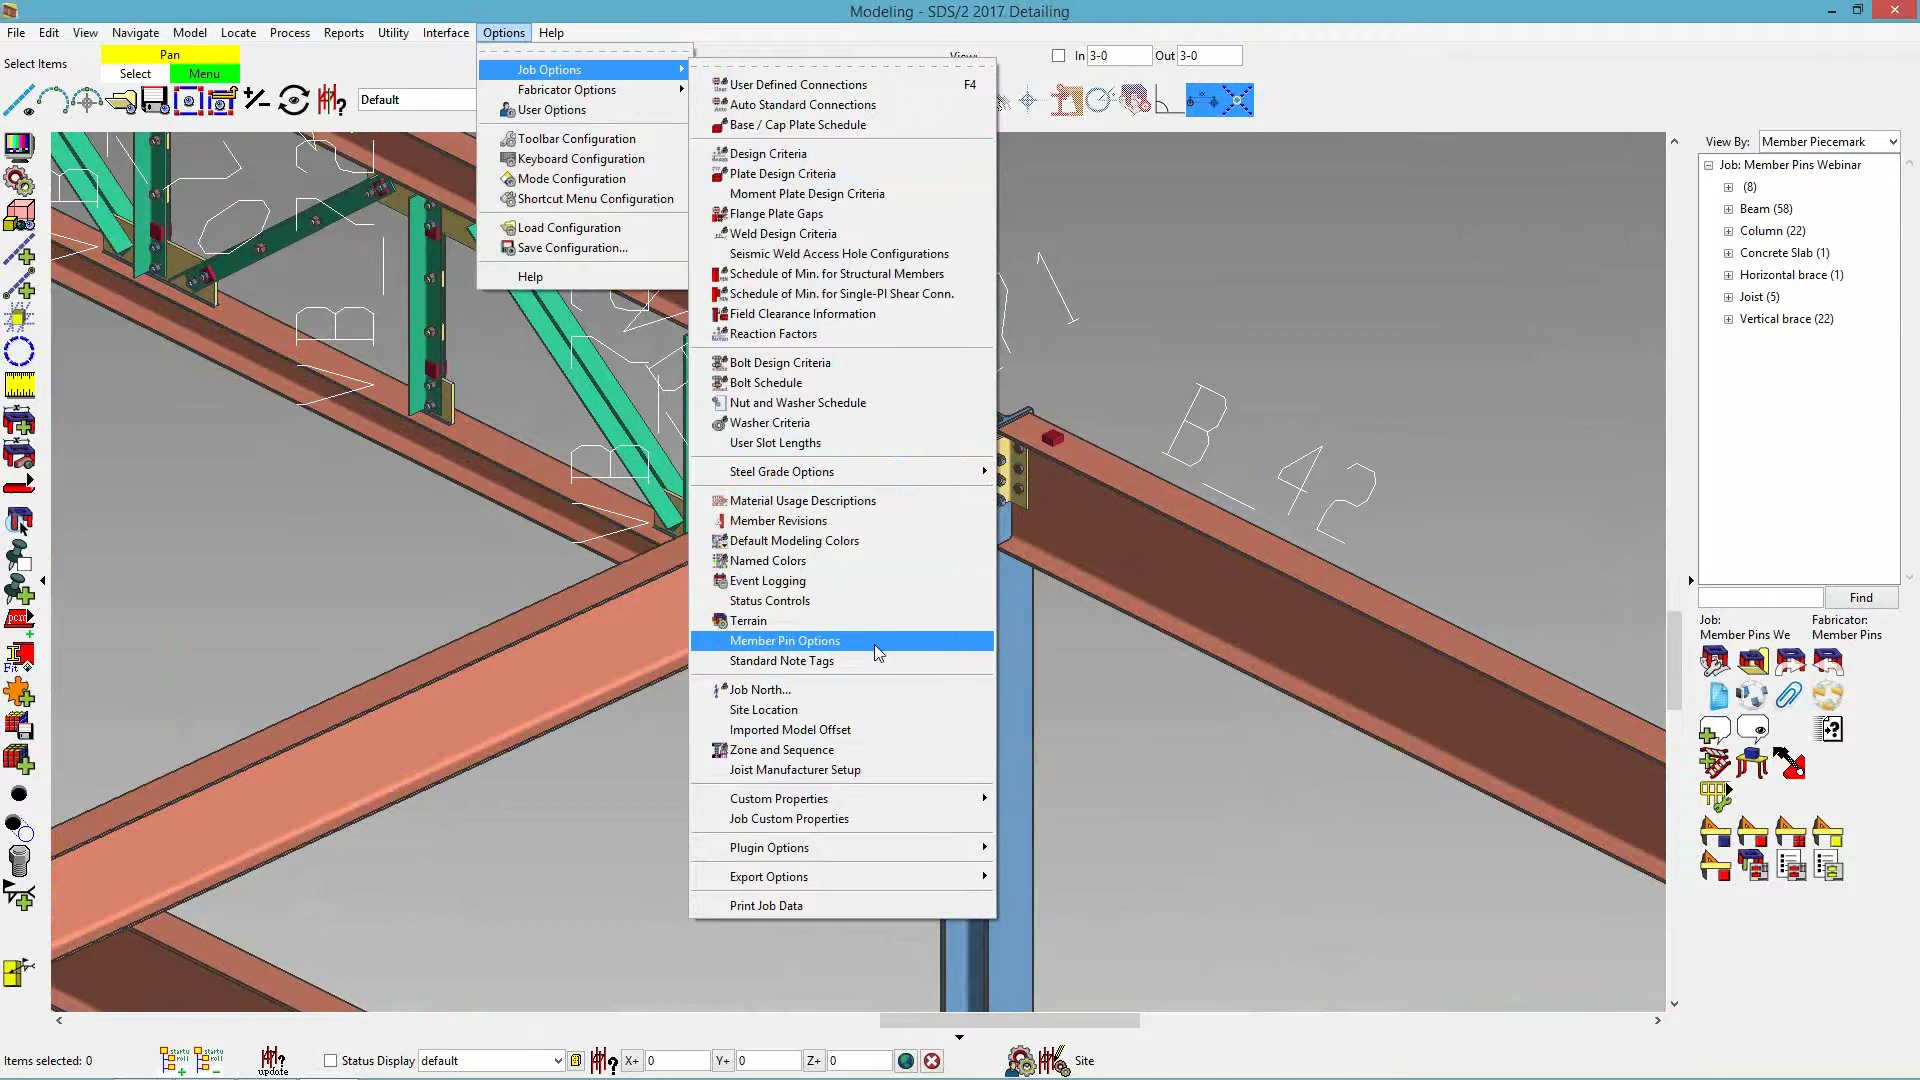 Modeling - SDS/2 2017 Detailing
File Edit View Navigate Model Locate Process Reports Utility Interface Options Help
Select Items
Pan
Select Menu
View:
In 3-0 Out 3-0
Default
Job Options
Fabricator Options
User Options
Toolbar Configuration
Keyboard Configuration
Mode Configuration
Shortcut Menu Configuration
Load Configuration
Save Configuration...
Help
User Defined Connections F4
Auto Standard Connections
Base / Cap Plate Schedule
Design Criteria
Plate Design Criteria
Moment Plate Design Criteria
Flange Plate Gaps
Weld Design Criteria
Seismic Weld Access Hole Configurations
Schedule of Min. for Structural Members
Schedule of Min. for Single-Pl Shear Conn.
Field Clearance Information
Reaction Factors
Bolt Design Criteria
Bolt Schedule
Nut and Washer Schedule
Washer Criteria
User Slot Lengths
Steel Grade Options
Material Usage Descriptions
Member Revisions
Default Modeling Colors
Named Colors
Event Logging
Status Controls
Terrain
Member Pin Options
Standard Note Tags
Job North...
Site Location
Imported Model Offset
Zone and Sequence
Joist Manufacturer Setup
Custom Properties
Job Custom Properties
Plugin Options
Export Options
Print Job Data
B_42
View By: Member Piecemark
Job: Member Pins Webinar
(8)
Beam (58)
Column (22)
Concrete Slab (1)
Horizontal brace (1)
Joist (5)
Vertical brace (22)
Find
Job: Fabricator:
Member Pins We Member Pins
pcm
Fit
Items selected: 0
startu
roll
startu
roll
update
Status Display default
X+ 0 Y+ 0 Z+ 0
Site